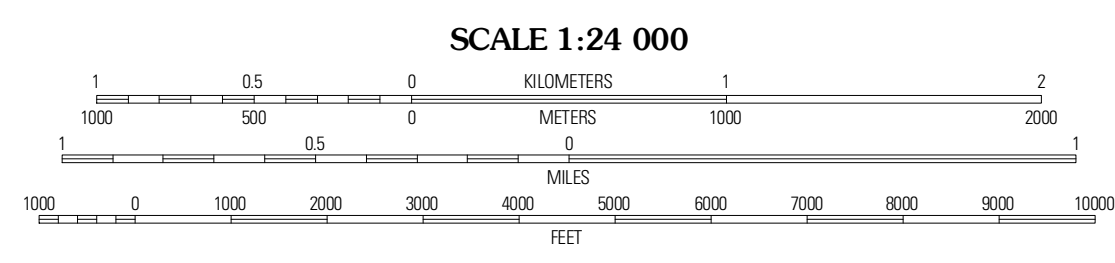 SCALE 1:24 000
1 0.5 0 KILOMETERS 1 2
1000 500 0 METERS 1000 2000
1 0.5 0 1
MILES
1000 0 1000 2000 3000 4000 5000 6000 7000 8000 9000 10000
FEET